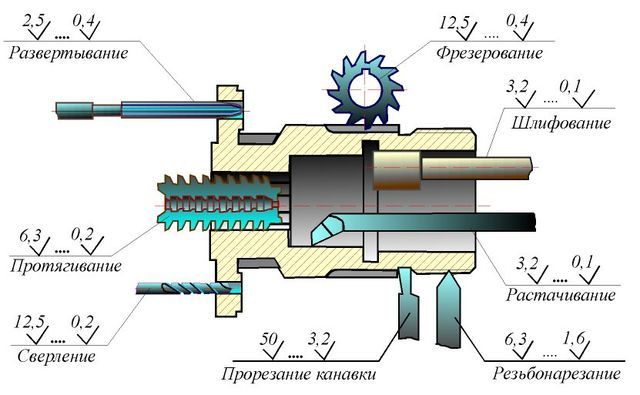 2,5 .... 0,4
Развертывание
12,5 .... 0,4
Фрезерование
3,2 .... 0,1
Шлифование
6,3 .... 0,2
Протягивание
3,2 .... 0,1
Растачивание
12,5 .... 0,2
Сверление
50 .... 3,2
Прорезание канавки
6,3 .... 1,6
Резьбонарезание